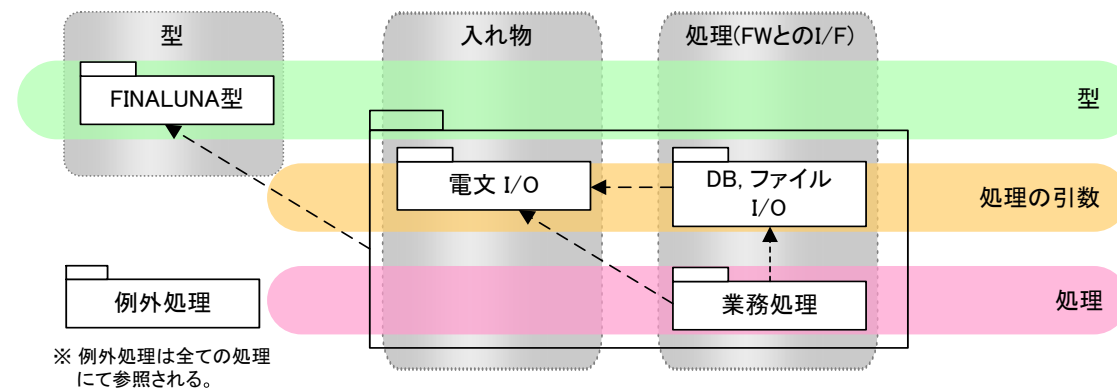 型
入れ物
処理(FWとのI/F)
FINALUNA型
型
電文 I/O
DB, ファイル
I/O
処理の引数
例外処理
業務処理
処理
※ 例外処理は全ての処理
にて参照される。